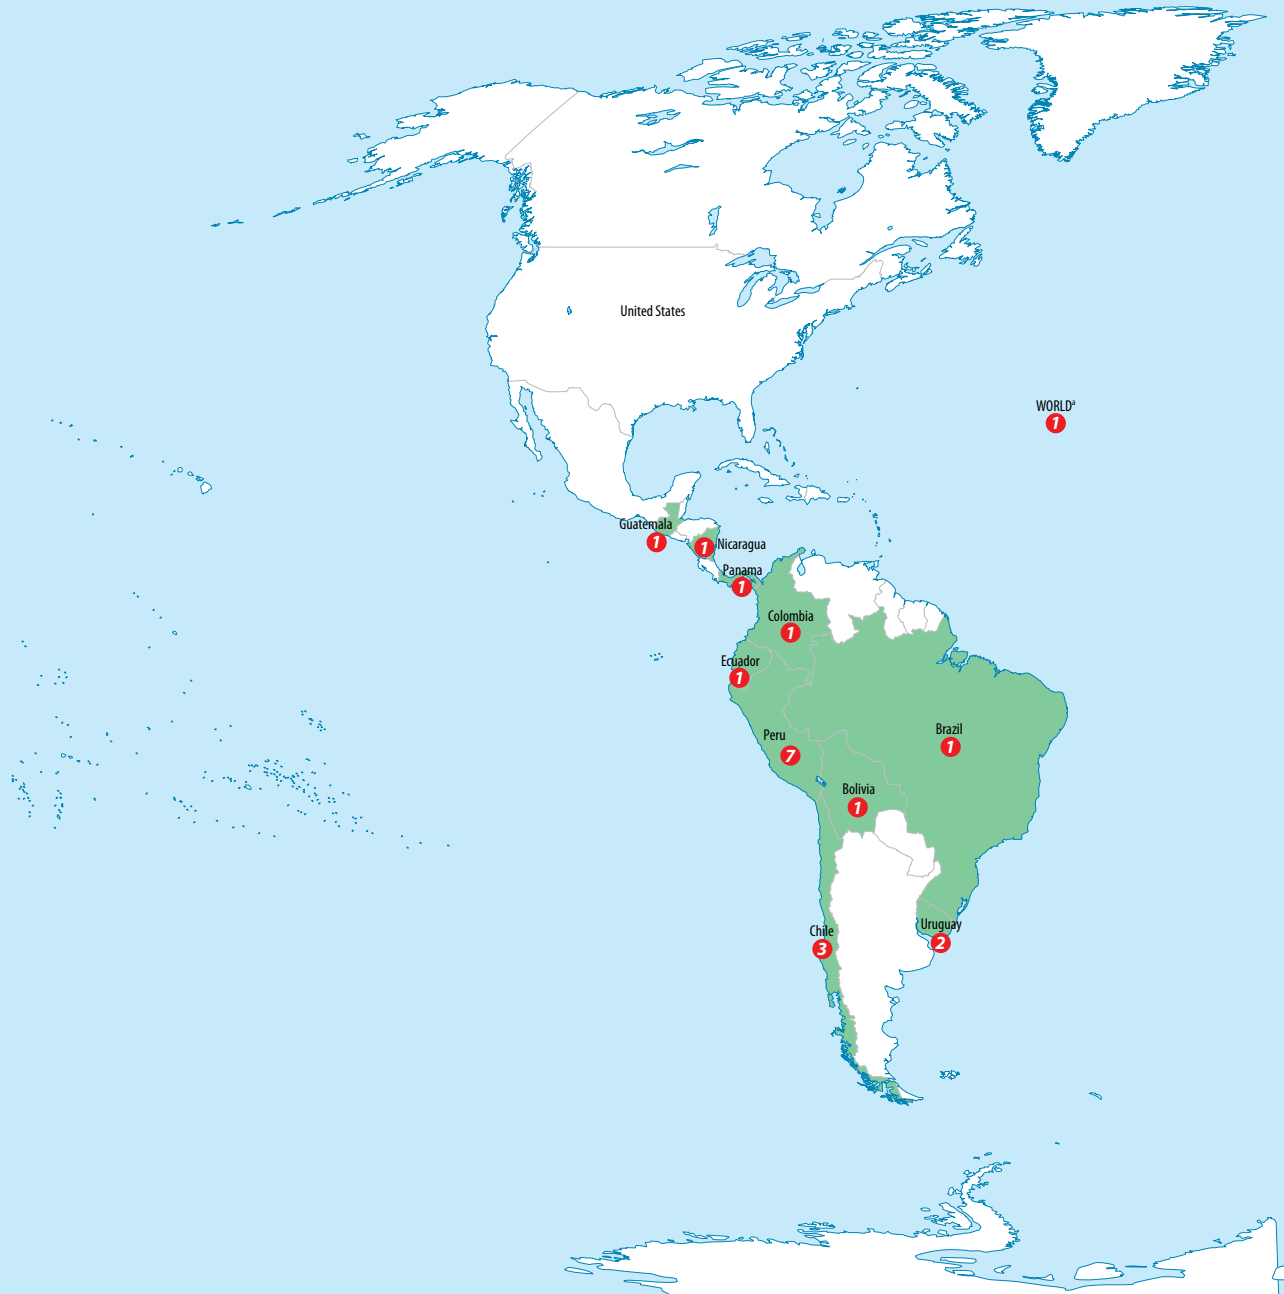 United States
WORLDᵃ
1
Guatemala
1
1 Nicaragua
Panama
1
Colombia
1
Ecuador
1
Peru
7
Brazil
1
Bolivia
1
Uruguay
2
Chile
3